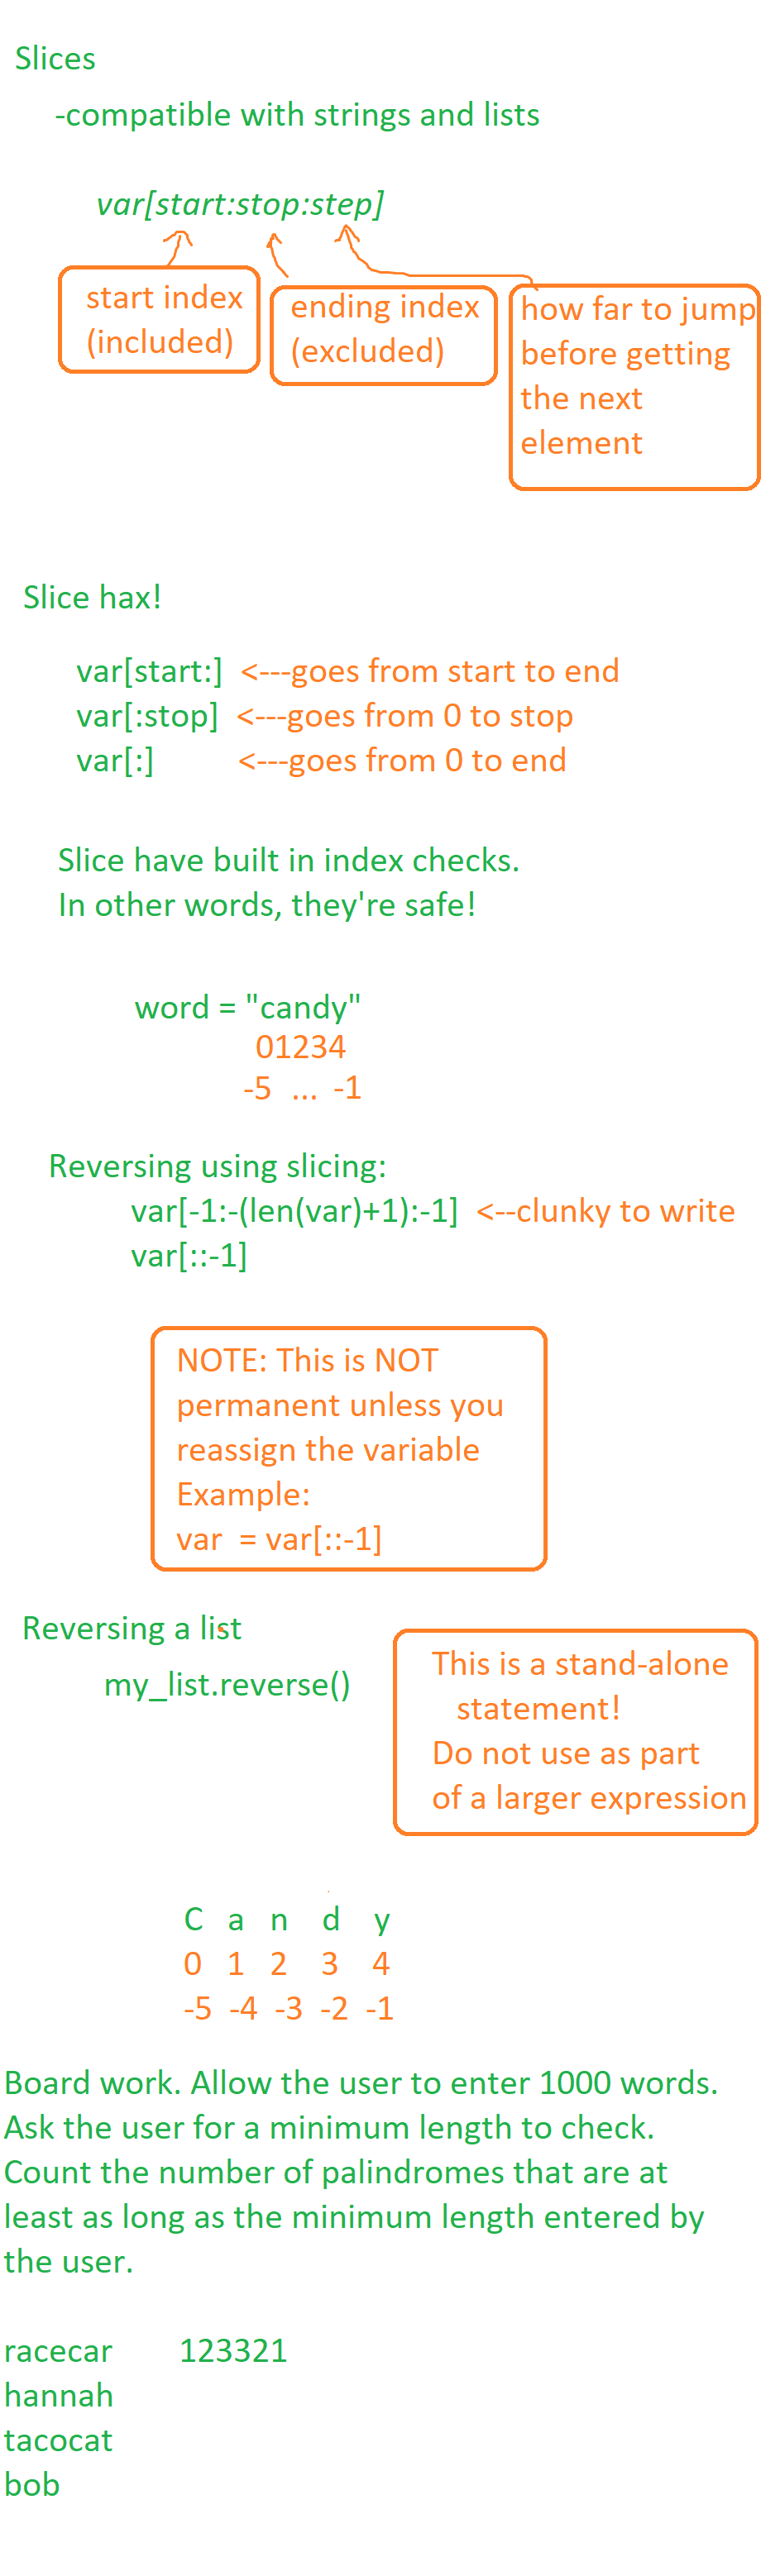 Slices
-compatible with strings and lists
var[start:stop:step]
start index
(included)
ending index
(excluded)
how far to jump
before getting
the next
element
Slice hax!
var[start:] <---goes from start to end
var[:stop] <---goes from 0 to stop
var[:] <---goes from 0 to end
Slice have built in index checks.
In other words, they're safe!
word = "candy"
01234
-5 ... -1
Reversing using slicing:
var[-1:-(len(var)+1):-1] <--clunky to write
var[::-1]
NOTE: This is NOT
permanent unless you
reassign the variable
Example:
var = var[::-1]
Reversing a list
my_list.reverse()
This is a stand-alone
statement!
Do not use as part
of a larger expression
C a n d y
0 1 2 3 4
-5 -4 -3 -2 -1
Board work. Allow the user to enter 1000 words.
Ask the user for a minimum length to check.
Count the number of palindromes that are at
least as long as the minimum length entered by
the user.
racecar 123321
hannah
tacocat
bob